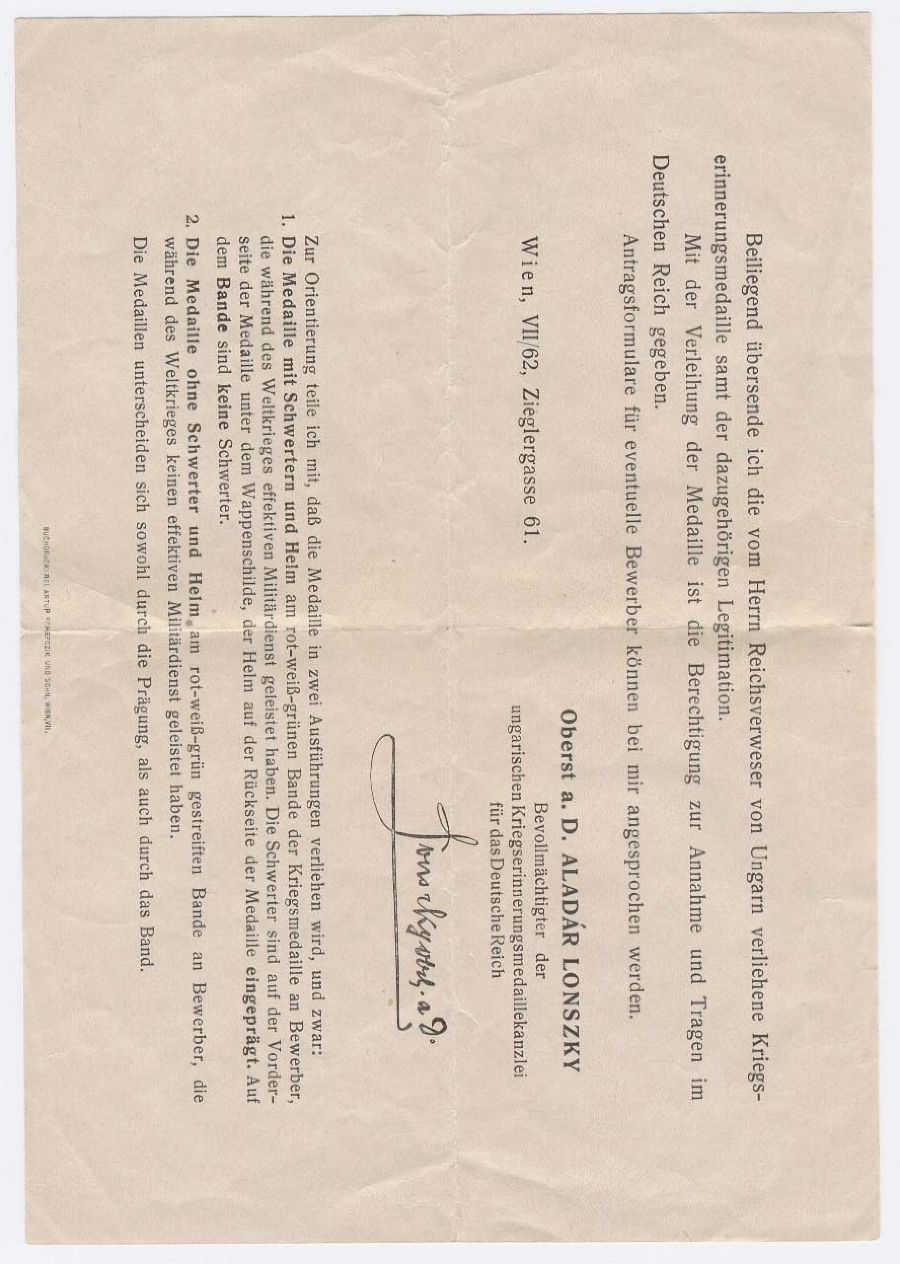 Beiliegend übersende ich die vom Herrn Reichsverweser von Ungarn verliehene Kriegs-
erinnerungsmedaille samt der dazugehörigen Legitimation.
Mit der Verleihung der Medaille ist die Berechtigung zur Annahme und Tragen im
Deutschen Reich gegeben.
Antragsformulare für eventuelle Bewerber können bei mir angesprochen werden.
Oberst a. D. ALADÁR LONSZKY
Bevollmächtigter der
ungarischen Kriegserinnerungsmedaillekanzlei
für das Deutsche Reich
Wien, VII/62, Zieglergasse 61.
Lonszky Obst. a D.
Zur Orientierung teile ich mit, daß die Medaille in zwei Ausführungen verliehen wird, und zwar:
1. Die Medaille mit Schwertern und Helm am rot-weiß-grünen Bande der Kriegsmedaille an Bewerber,
die während des Weltkrieges effektiven Militärdienst geleistet haben. Die Schwerter sind auf der Vorder-
seite der Medaille unter dem Wappenschilde, der Helm auf der Rückseite der Medaille eingeprägt. Auf
dem Bande sind keine Schwerter.
2. Die Medaille ohne Schwerter und Helm am rot-weiß-grün gestreiften Bande an Bewerber, die
während des Weltkrieges keinen effektiven Militärdienst geleistet haben.
Die Medaillen unterscheiden sich sowohl durch die Prägung, als auch durch das Band.
BUCHDRUCKEREI UND SOHN, WIEN, VII.